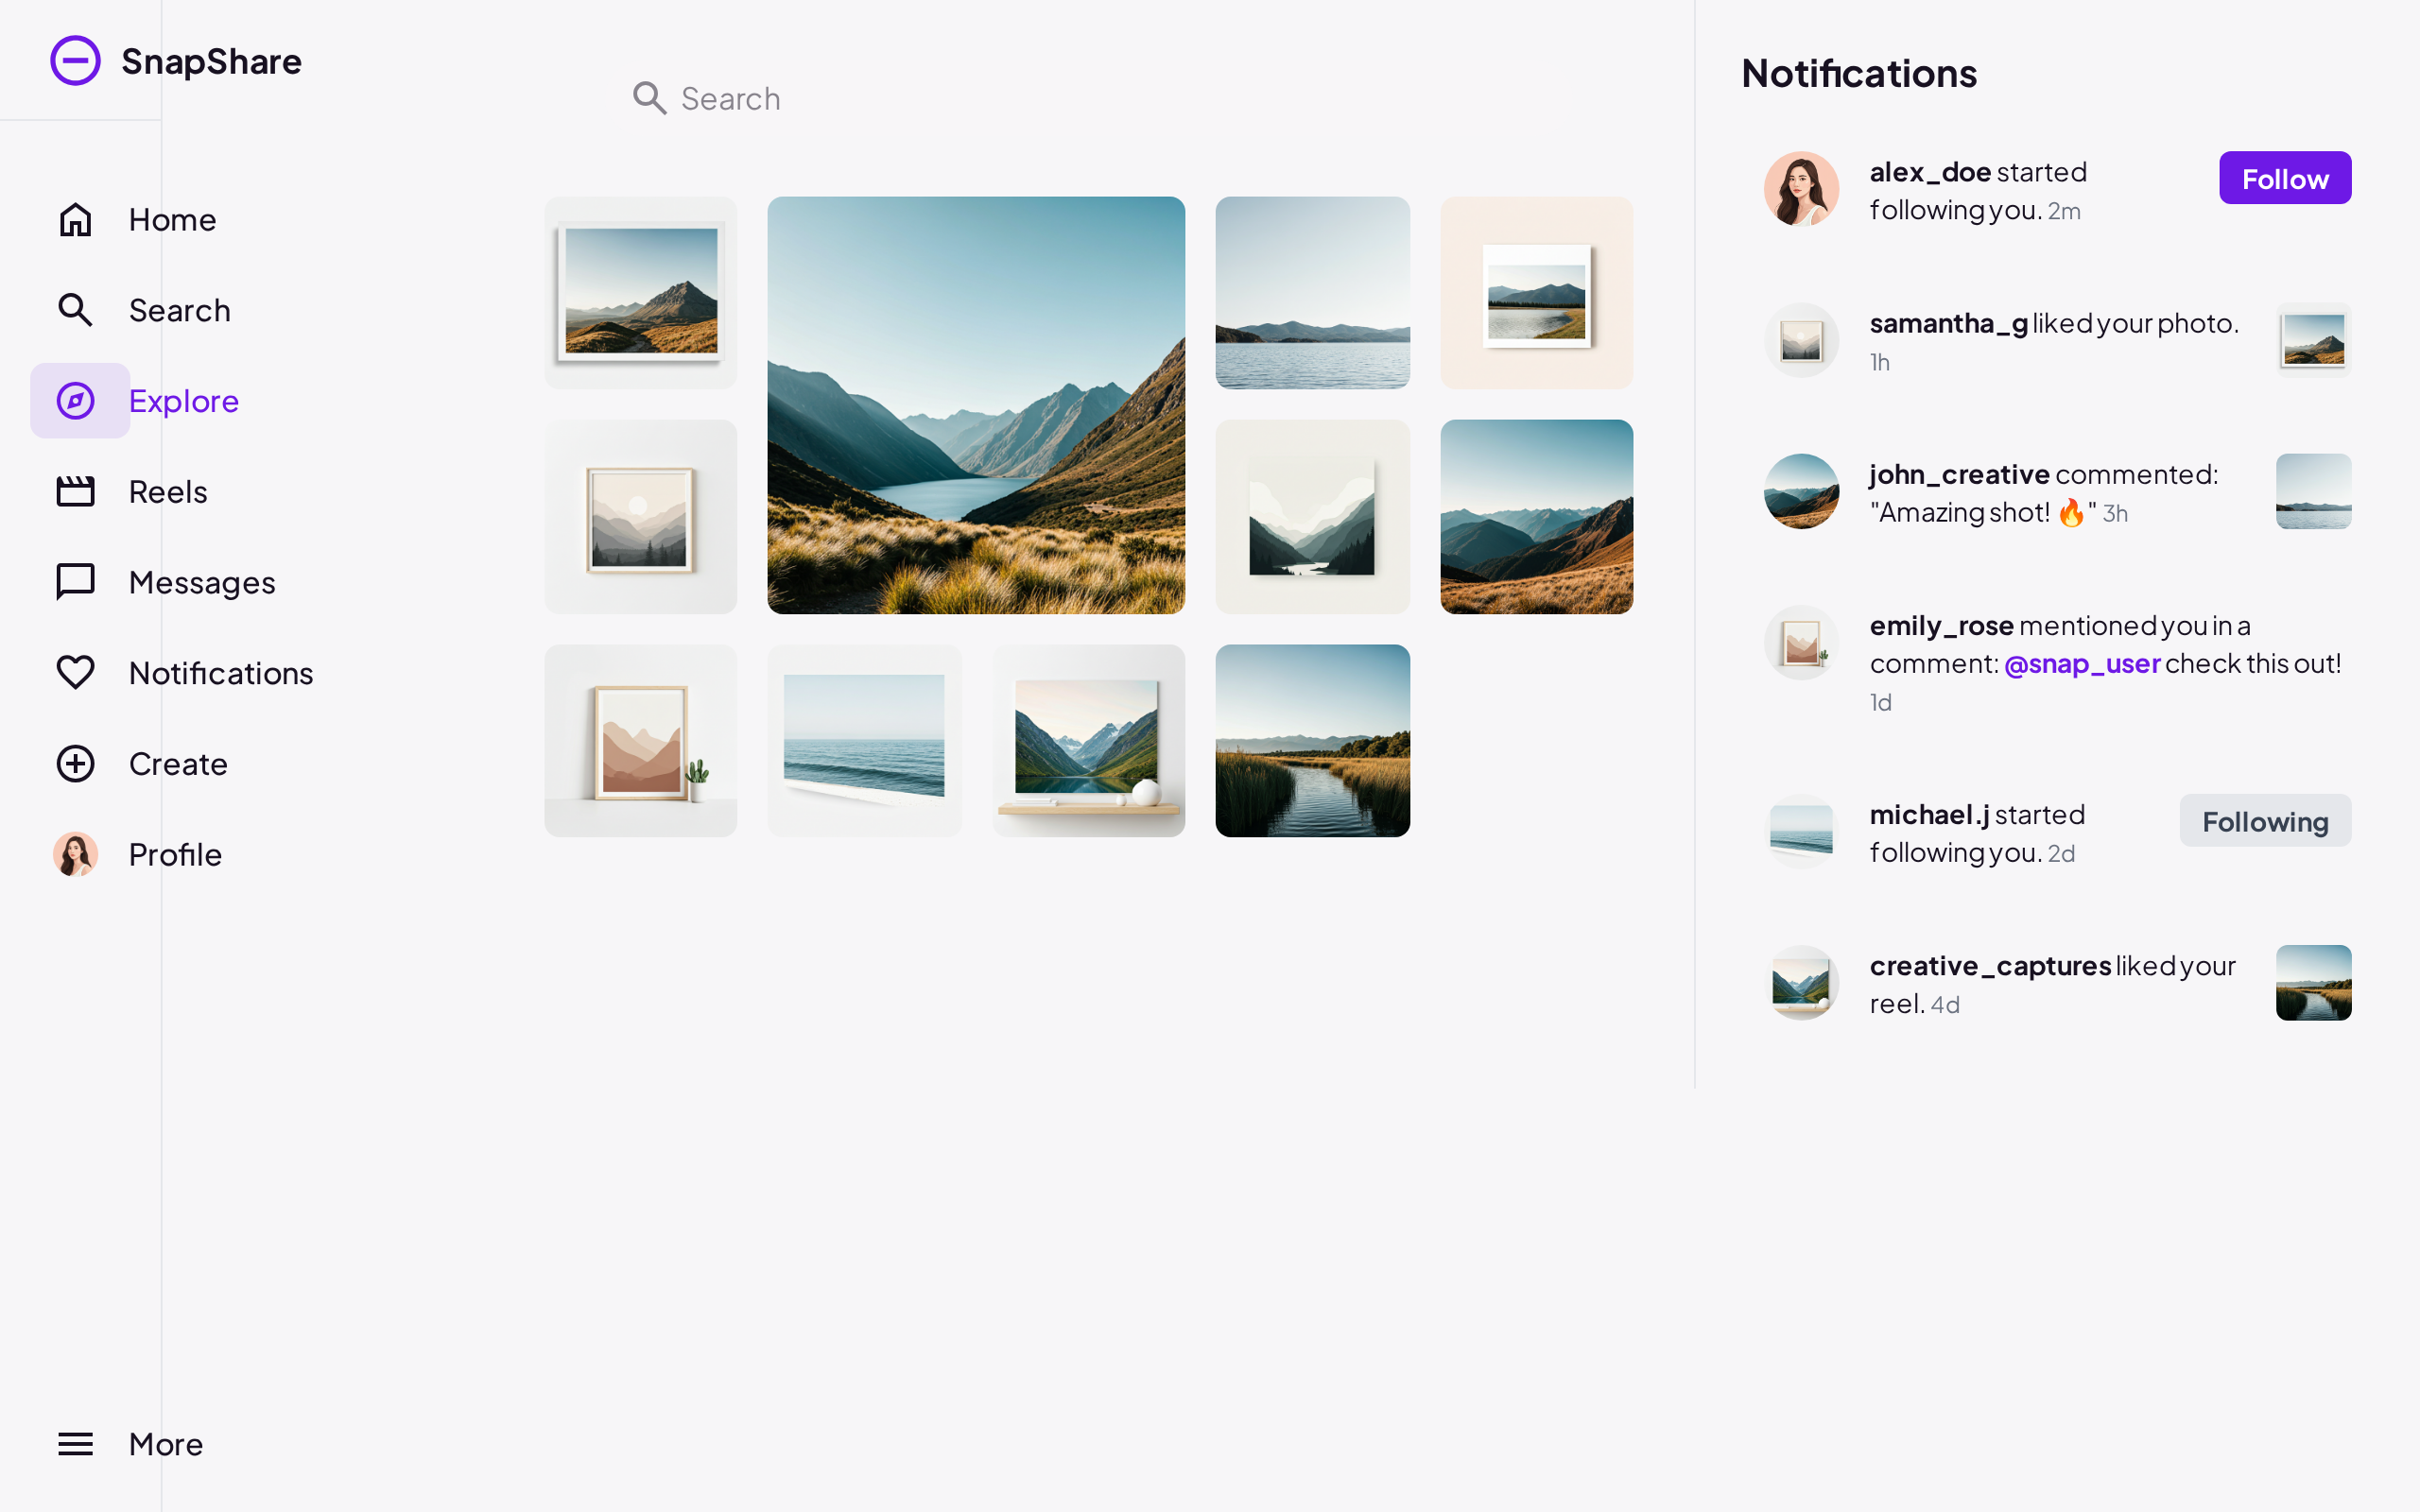 SnapShare
Home
Search
Explore
Reels
Messages
Notifications
Create
Profile
More
Search
Notifications
alex_doe started
following you. 2m
Follow
samantha_g liked your photo.
1h
john_creative commented:
"Amazing shot! 🔥" 3h
emily_rose mentioned you in a
comment: @snap_user check this out!
1d
michael.j started
following you. 2d
Following
creative_captures liked your
reel. 4d